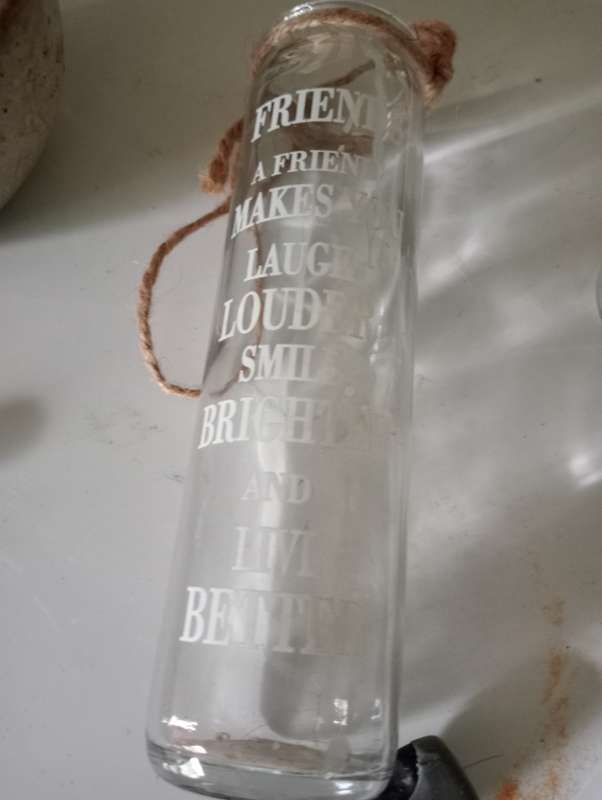 FRIEND
A FRIEND
MAKES YOU
LAUGH
LOUDER
SMILE
BRIGHTER
AND
LIVE
BETTER